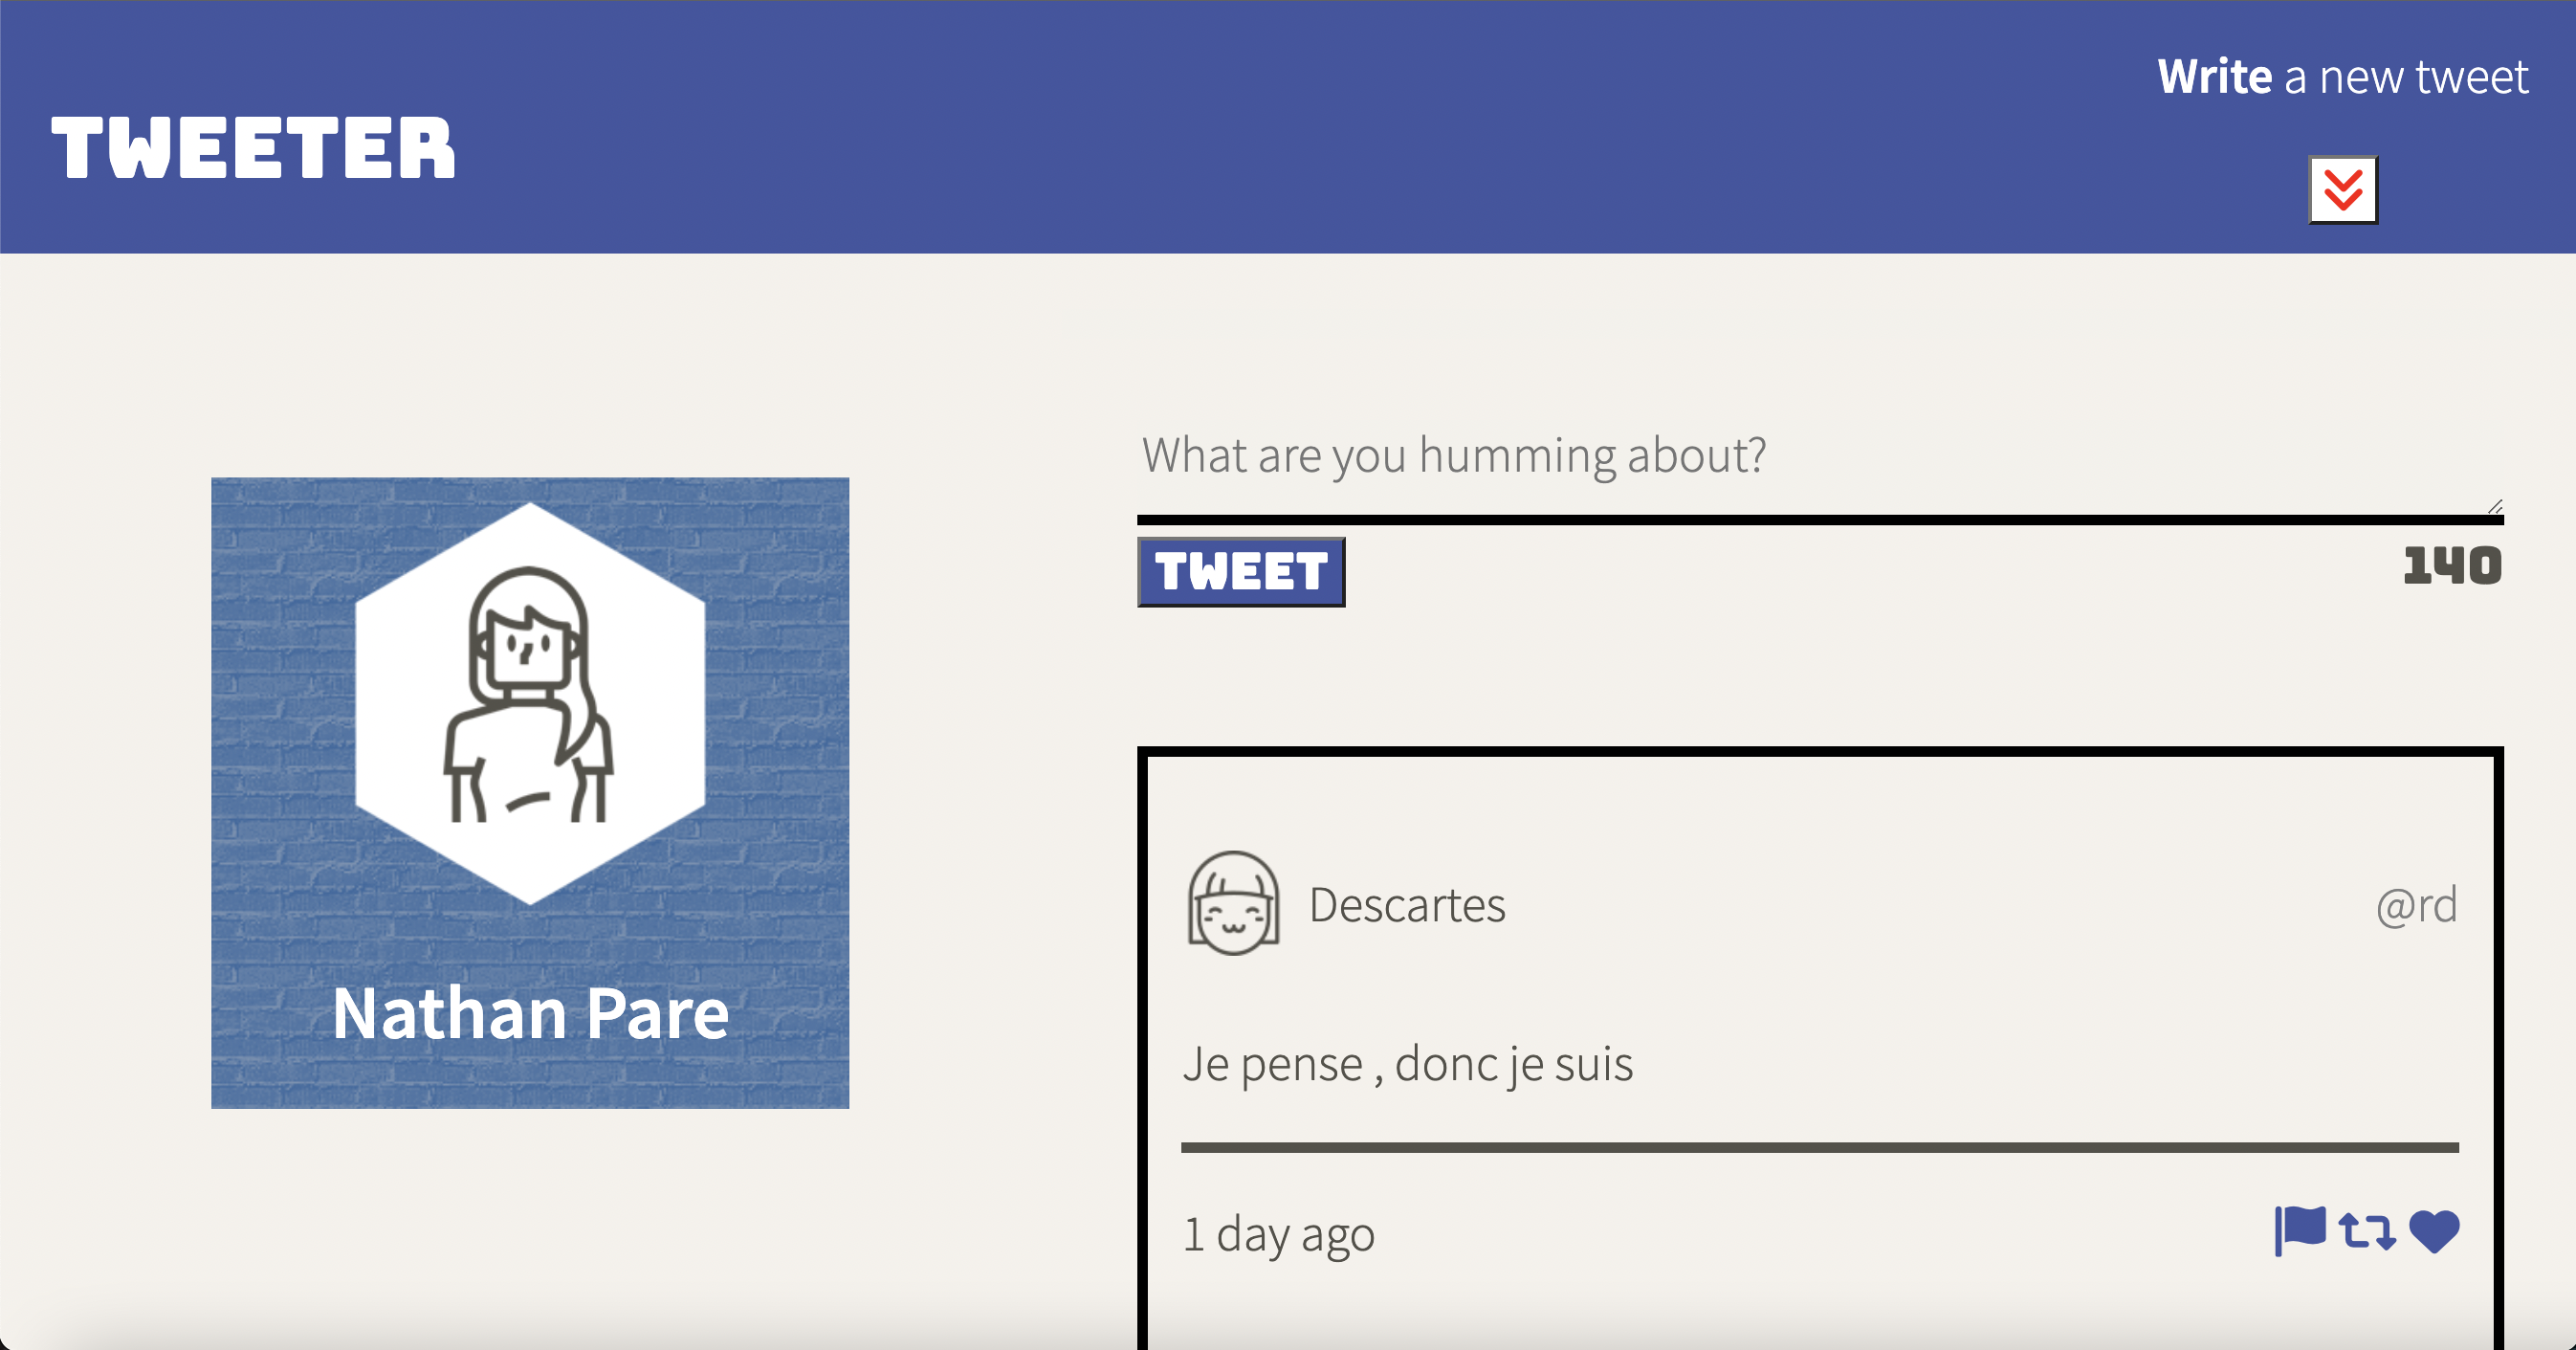 Write a new tweet
TWEETER
What are you humming about?
TWEET
140
Nathan Pare
Descartes
@rd
Je pense , donc je suis
1 day ago